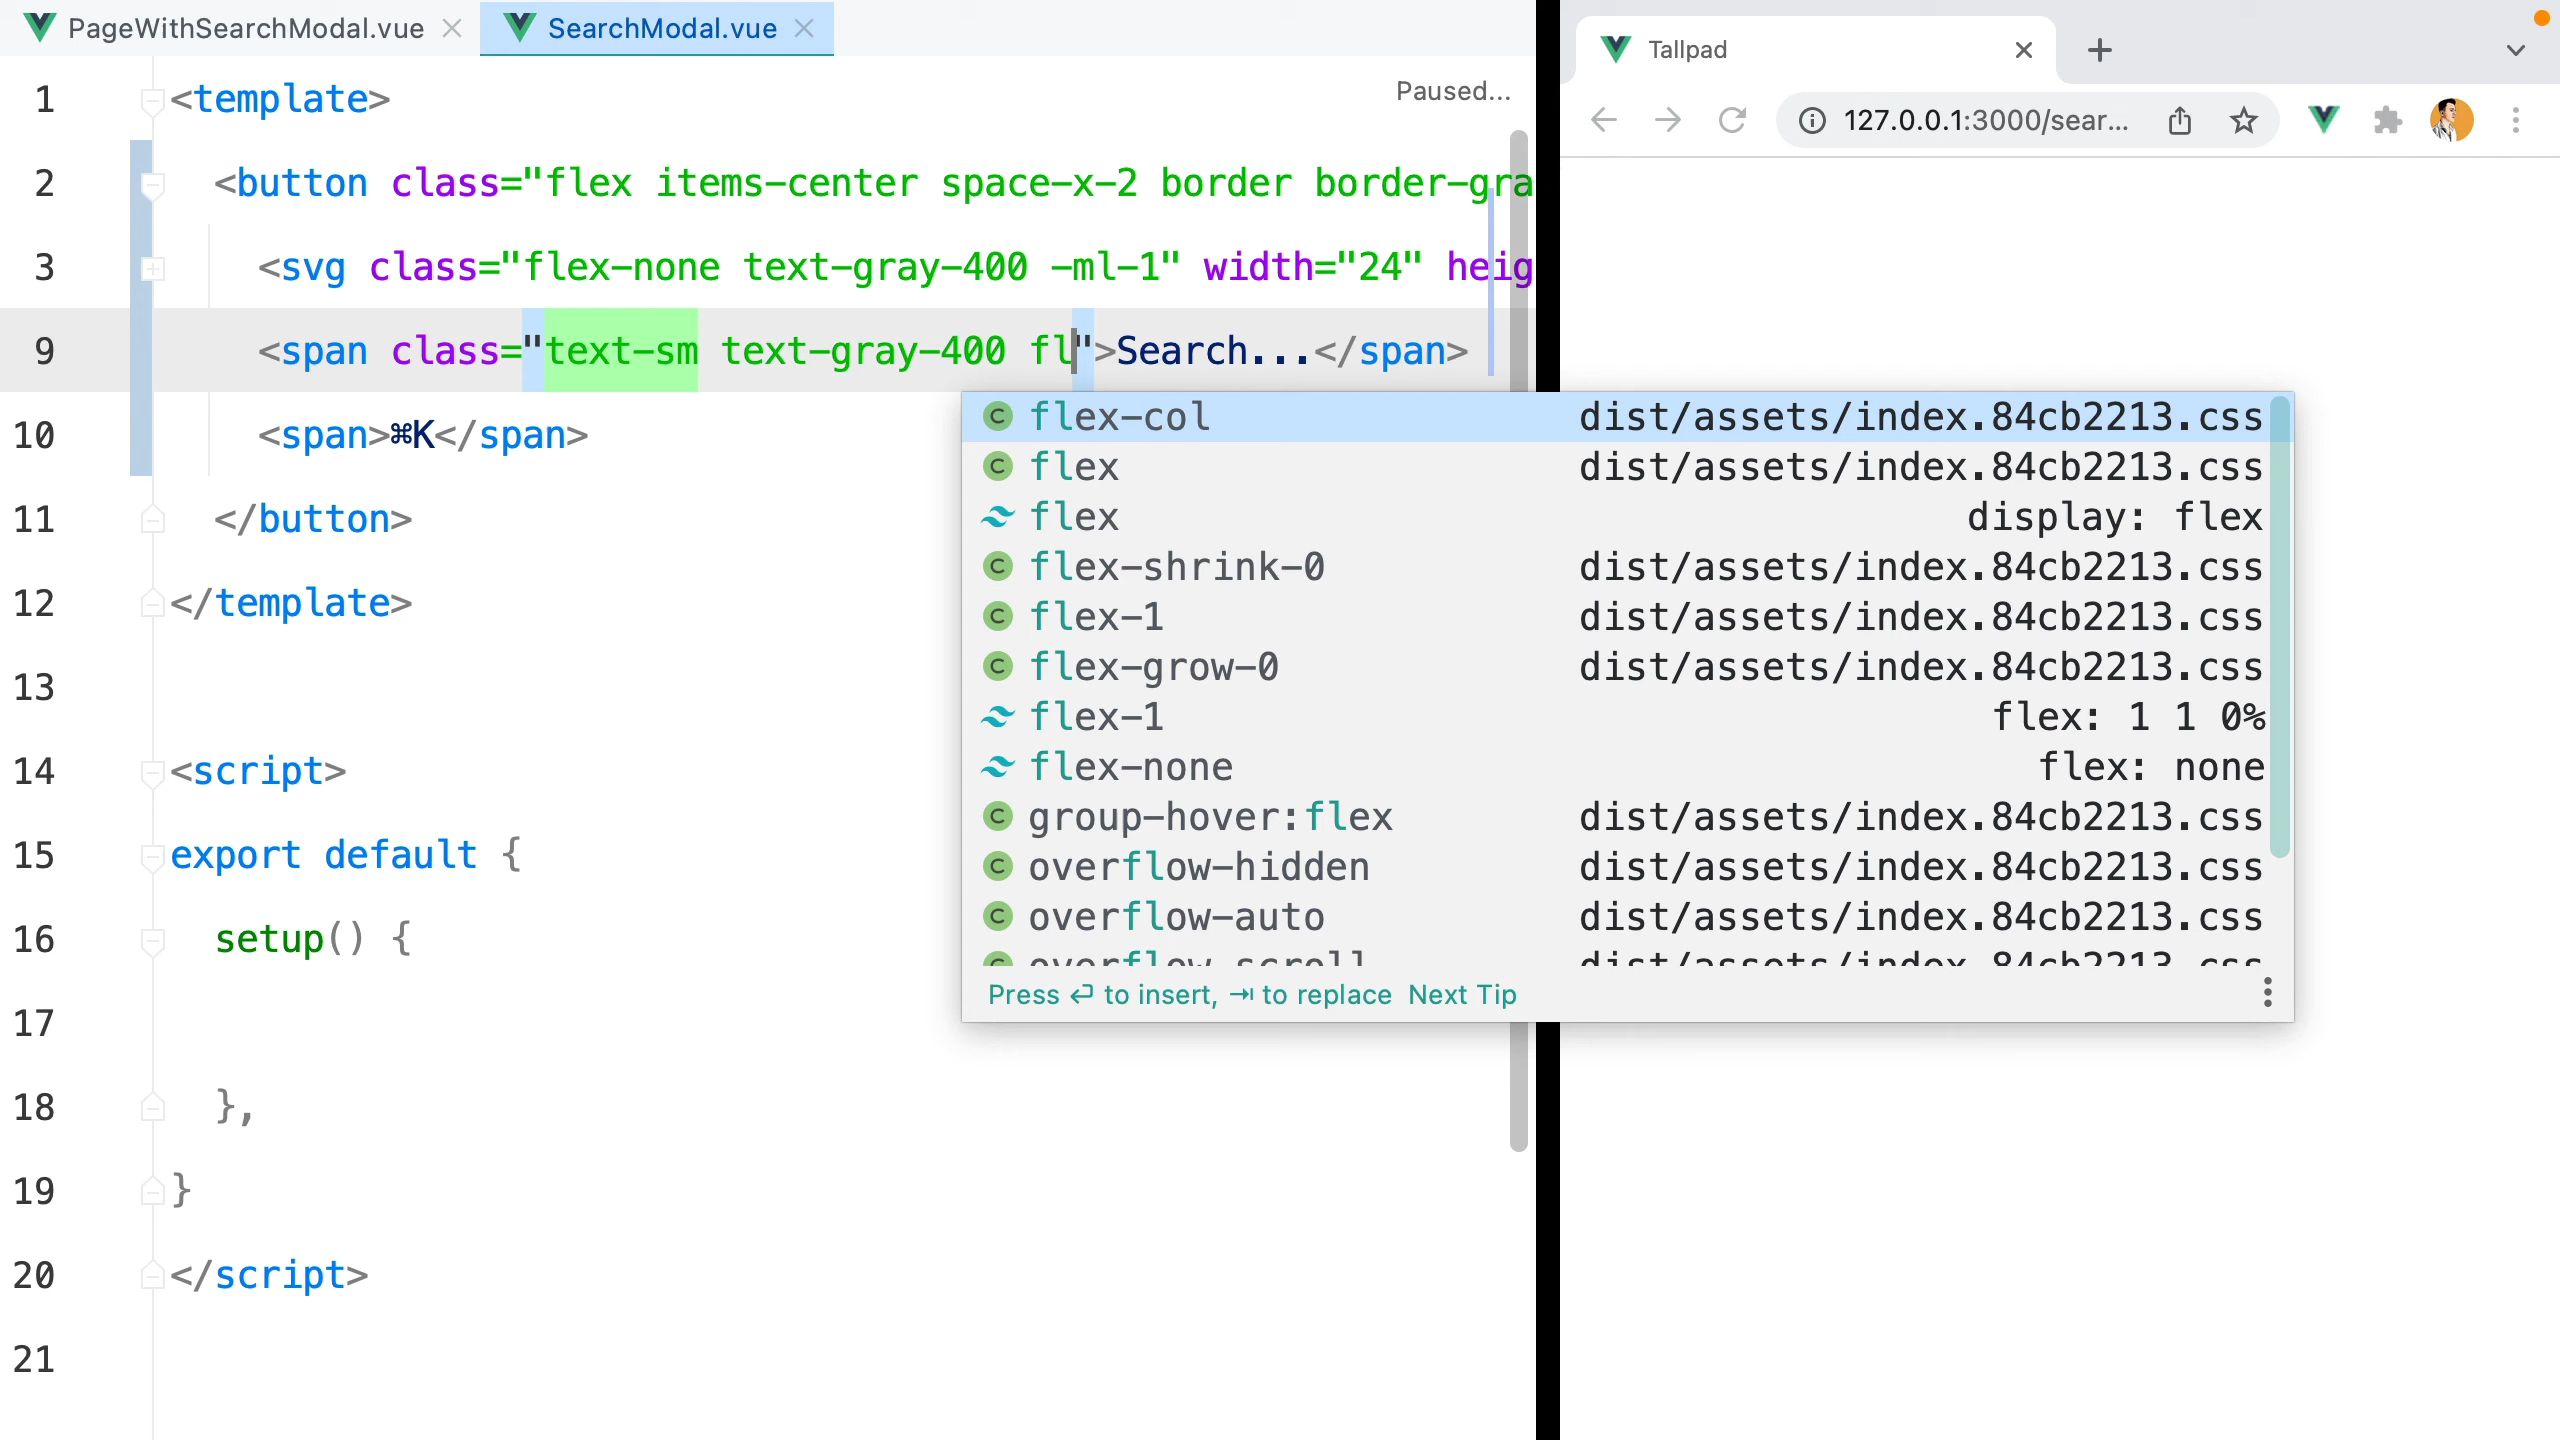 PageWithSearchModal.vue
SearchModal.vue
Paused...
1 <template>
2 <button class="flex items-center space-x-2 border border-gra
3 <svg class="flex-none text-gray-400 -ml-1" width="24" heig
9 <span class="text-sm text-gray-400 fl">Search...</span>
10 <span>⌘K</span>
11 </button>
12 </template>
13
14 <script>
15 export default {
16 setup() {
17
18 },
19 }
20 </script>
21
flex-col dist/assets/index.84cb2213.css
flex dist/assets/index.84cb2213.css
flex display: flex
flex-shrink-0 dist/assets/index.84cb2213.css
flex-1 dist/assets/index.84cb2213.css
flex-grow-0 dist/assets/index.84cb2213.css
flex-1 flex: 1 1 0%
flex-none flex: none
group-hover:flex dist/assets/index.84cb2213.css
overflow-hidden dist/assets/index.84cb2213.css
overflow-auto dist/assets/index.84cb2213.css
overflow-scroll dist/assets/index.84cb2213.css
Press ↩ to insert, ⇥ to replace Next Tip
Tallpad
127.0.0.1:3000/sear...